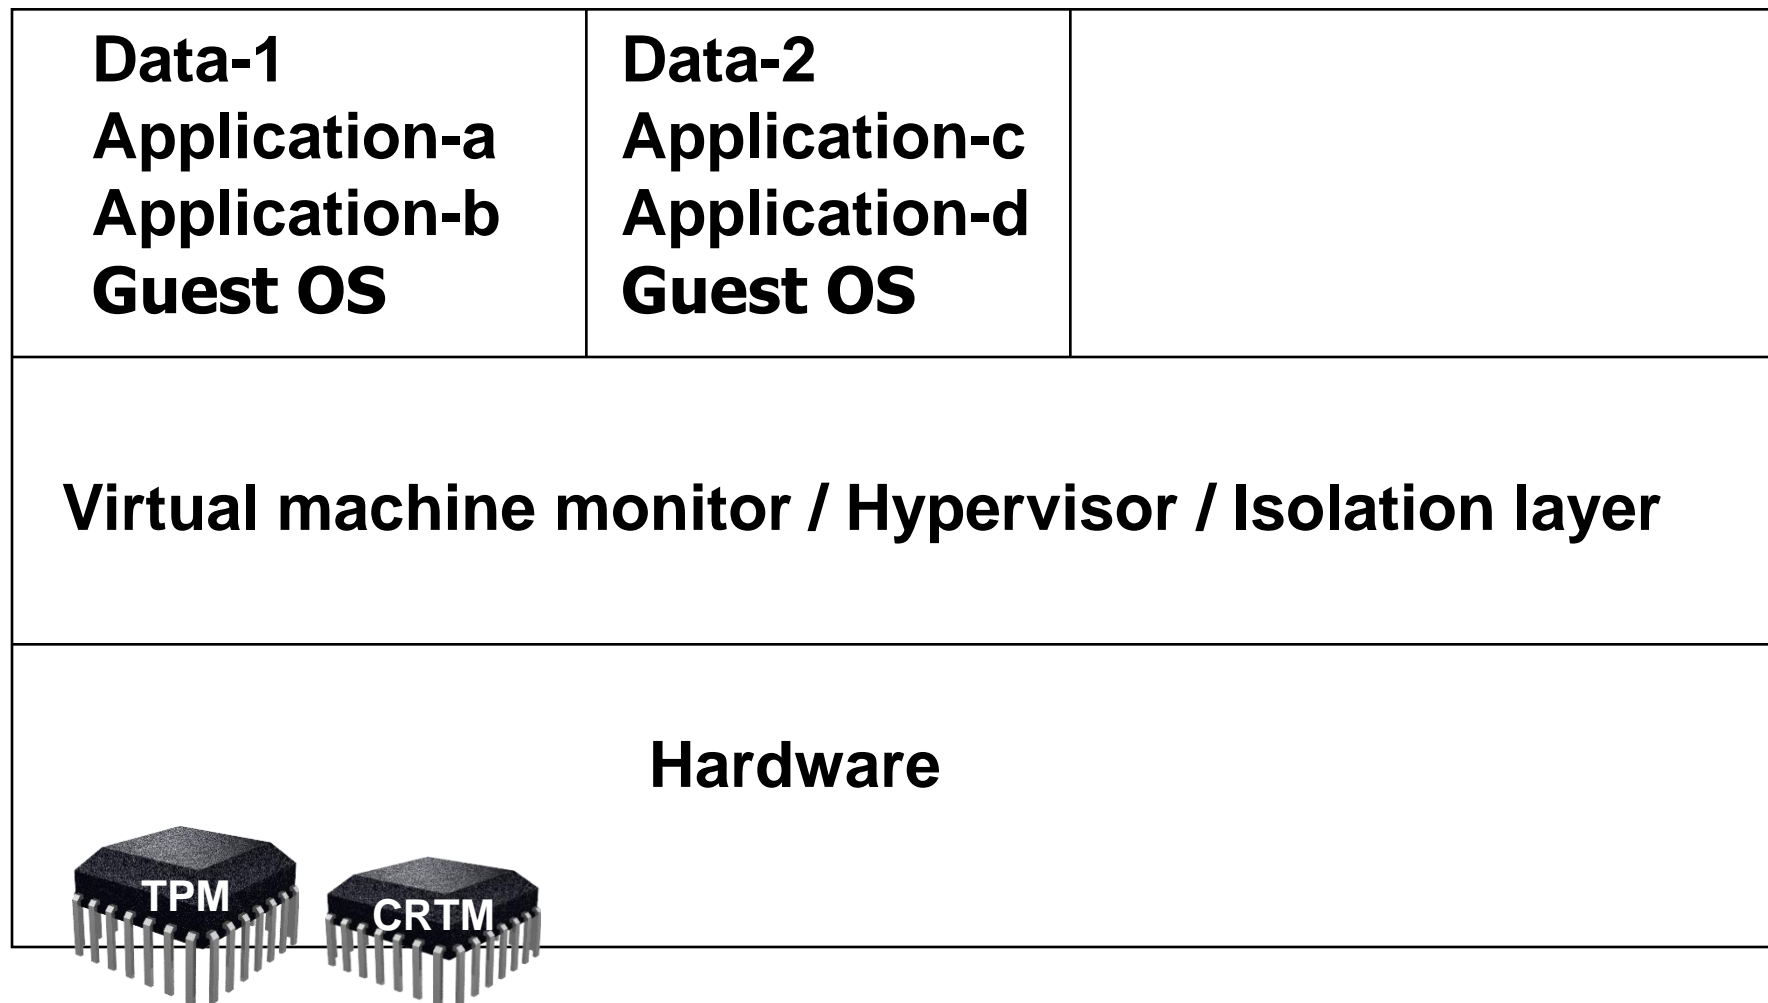 Data-1
Application-a
Application-b
Guest OS
Data-2
Application-c
Application-d
Guest OS
Virtual machine monitor / Hypervisor / Isolation layer
Hardware
TPM
CRTM